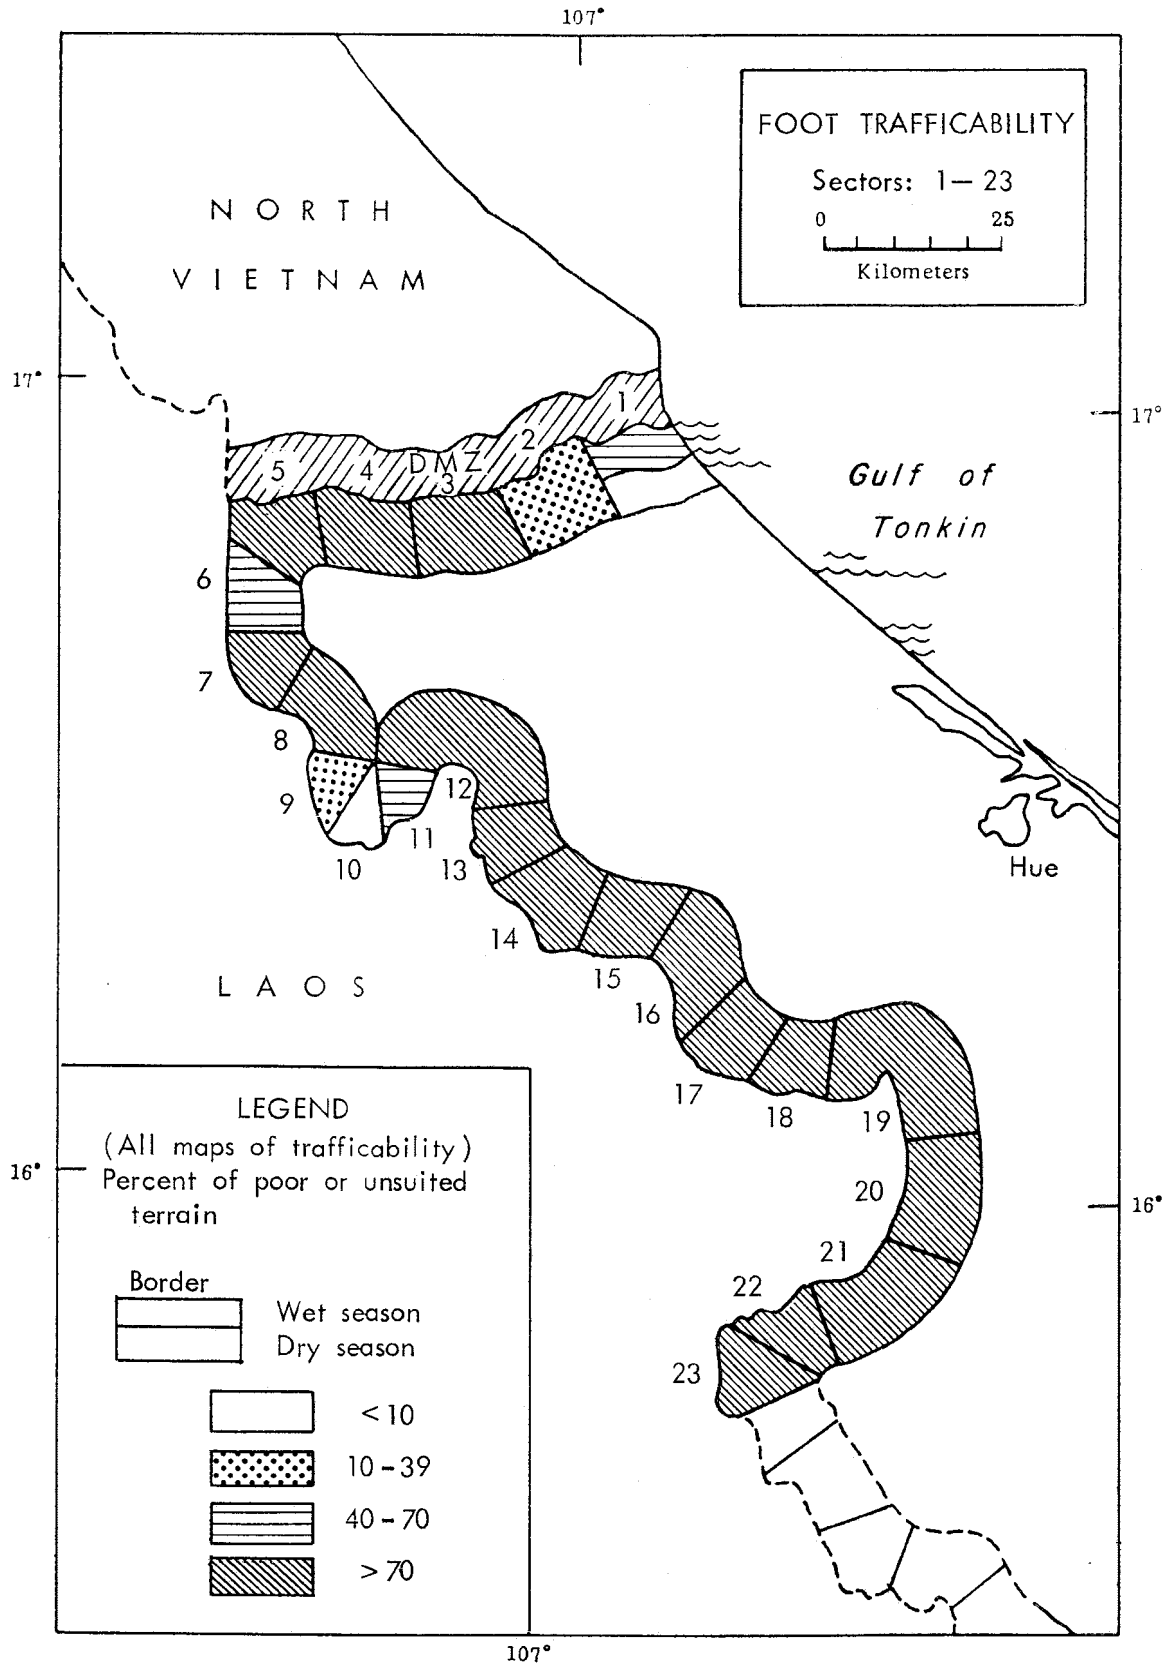 107°
FOOT TRAFFICABILITY
Sectors: 1—23
0 25
Kilometers
NORTH
VIETNAM
17°
17°
1
2
DMZ
3
4
5
Gulf of
Tonkin
6
7
8
9
10
11
12
13
14
15
16
17
18
19
20
21
22
23
Hue
LAOS
16°
16°
LEGEND
(All maps of trafficability)
Percent of poor or unsuited
terrain
Border
Wet season
Dry season
<10
10-39
40-70
>70
107°